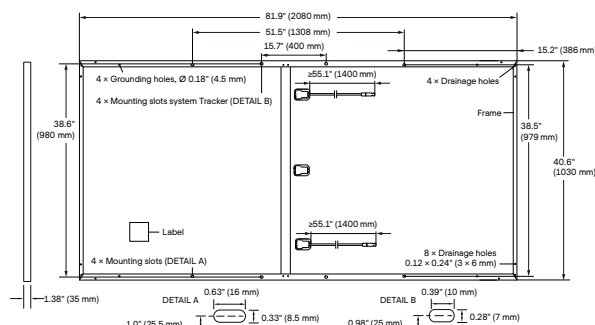 81.9" (2080 mm)
51.5" (1308 mm)
15.7" (400 mm)
15.2" (386 mm)
4 × Grounding holes, Ø 0.18" (4.5 mm)
≥55.1" (1400 mm)
4 × Drainage holes
4 × Mounting slots system Tracker (DETAIL B)
Frame
38.6"
(980 mm)
38.5"
(979 mm)
40.6"
(1030 mm)
Label
≥55.1" (1400 mm)
8 × Drainage holes
0.12 × 0.24" (3 × 6 mm)
4 × Mounting slots (DETAIL A)
1.38" (35 mm)
DETAIL A
0.63" (16 mm)
0.33" (8.5 mm)
1.0" (25.5 mm)
DETAIL B
0.39" (10 mm)
0.28" (7 mm)
0.98" (25 mm)